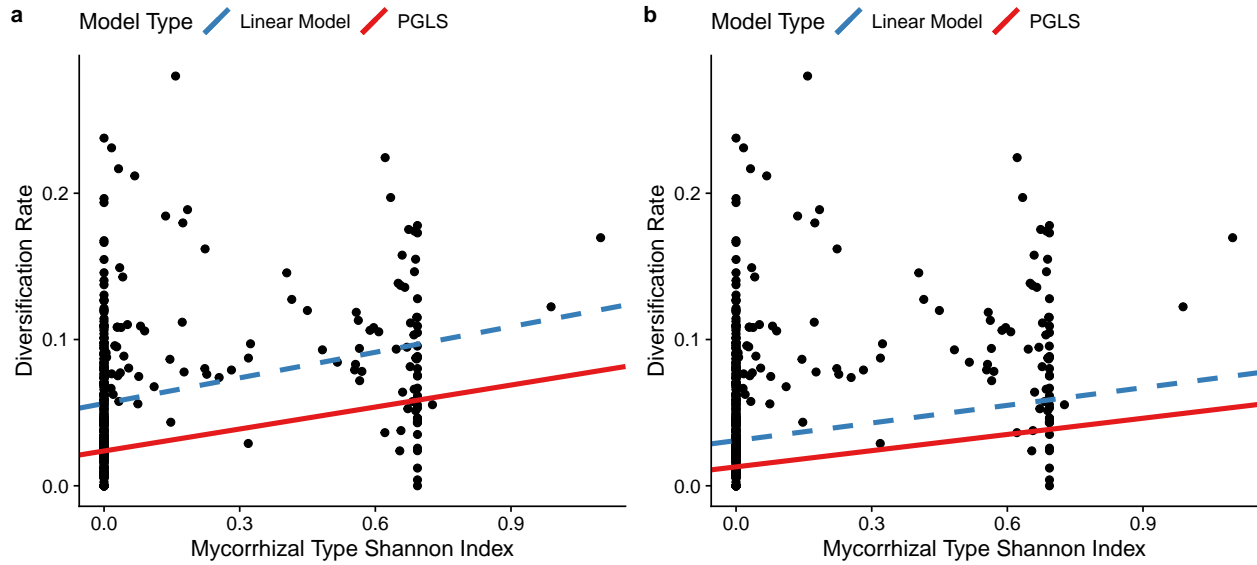 a Model Type Linear Model PGLS
Diversification Rate
0.2
0.1
0.0
0.0 0.3 0.6 0.9
Mycorrhizal Type Shannon Index
b Model Type Linear Model PGLS
Diversification Rate
0.2
0.1
0.0
0.0 0.3 0.6 0.9
Mycorrhizal Type Shannon Index